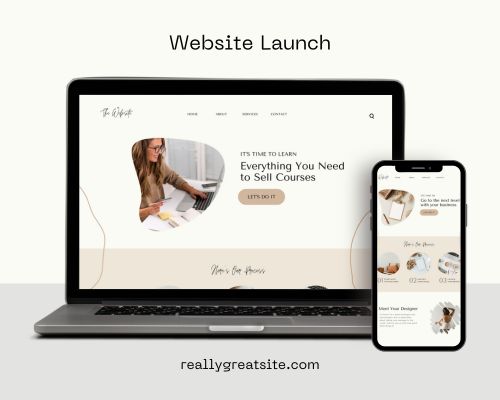 Website Launch
The Website
HOME ABOUT SERVICES CONTACT
IT'S TIME TO LEARN
Everything You Need
to Sell Courses
LET'S DO IT
Here's Our Process
Go to the next level
with your business
Here's Our Process
01 02 03
Meet Your Designer
reallygreatsite.com